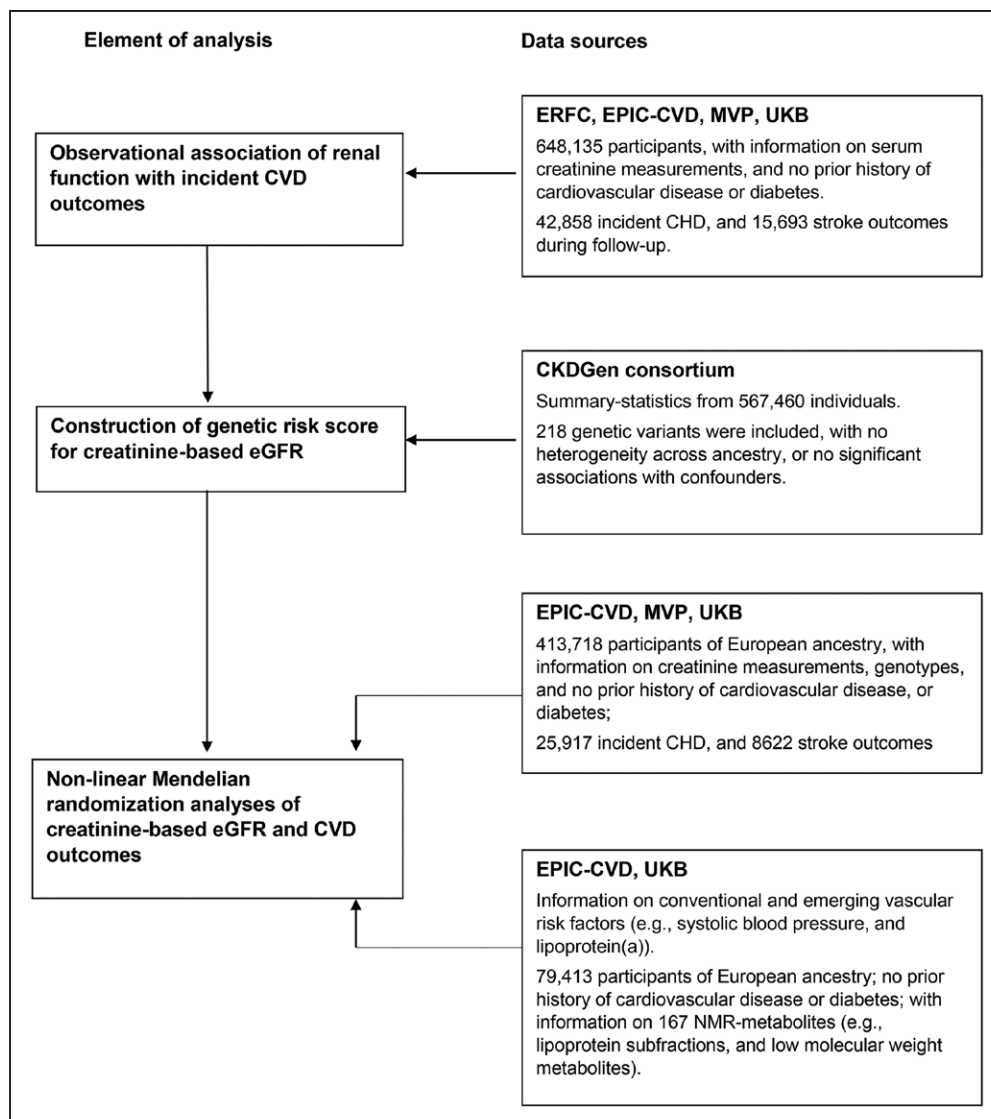 Element of analysis
Data sources
Observational association of renal
function with incident CVD
outcomes
ERFC, EPIC-CVD, MVP, UKB
648,135 participants, with information on serum
creatinine measurements, and no prior history of
cardiovascular disease or diabetes.
42,858 incident CHD, and 15,693 stroke outcomes
during follow-up.
Construction of genetic risk score
for creatinine-based eGFR
CKDGen consortium
Summary-statistics from 567,460 individuals.
218 genetic variants were included, with no
heterogeneity across ancestry, or no significant
associations with confounders.
EPIC-CVD, MVP, UKB
413,718 participants of European ancestry, with
information on creatinine measurements, genotypes,
and no prior history of cardiovascular disease, or
diabetes;
25,917 incident CHD, and 8622 stroke outcomes
Non-linear Mendelian
randomization analyses of
creatinine-based eGFR and CVD
outcomes
EPIC-CVD, UKB
Information on conventional and emerging vascular
risk factors (e.g., systolic blood pressure, and
lipoprotein(a)).
79,413 participants of European ancestry; no prior
history of cardiovascular disease or diabetes; with
information on 167 NMR-metabolites (e.g.,
lipoprotein subfractions, and low molecular weight
metabolites).